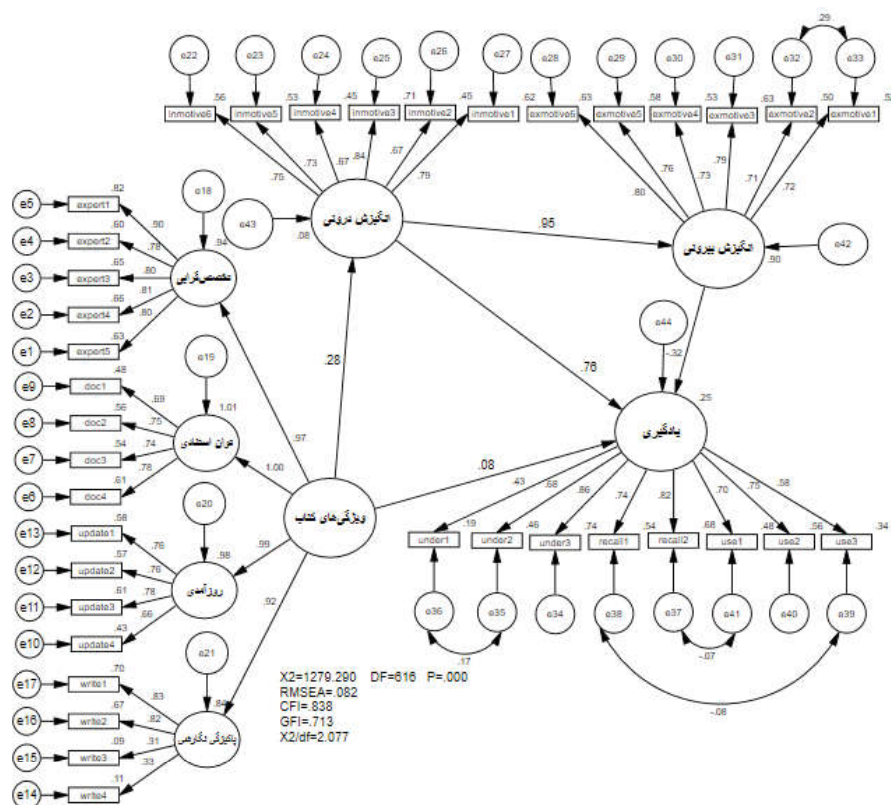 e22 e23 e24 e25 e26 e27 e28 e29 e30 e31 e32 e33
.29
.56 .53 .45 .71 .45 .62 .63 .58 .53 .63 .50 .52
inmotive6 inmotive5 inmotive4 inmotive3 inmotive2 inmotive1 exmotive6 exmotive5 exmotive4 exmotive3 exmotive2 exmotive1
.75 .73 .67 .84 .67 .79 .80 .76 .73 .79 .71 .72
e43 .08 انگیزش درونی
.95
انگیزش بیرونی .90 e42
e18
.94
تخصص‌گرایی
e5 expert1 .82 .90
e4 expert2 .60 .78
e3 expert3 .65 .80
e2 expert4 .66 .81
e1 expert5 .63 .80
.28
.76
e44
-.32
.25
یادگیری
e19
1.01
توان استنادی
e9 doc1 .48 .69
e8 doc2 .56 .75
e7 doc3 .54 .74
e6 doc4 .61 .78
.97
1.00
.99
.92
ویژگی‌های کتاب
.08
e20
.98
روزآمدی
e13 update1 .58 .76
e12 update2 .57 .76
e11 update3 .61 .78
e10 update4 .43 .66
.43 .68 .86 .74 .82 .70 .75 .58
.19 .46 .74 .54 .68 .48 .56 .34
under1 under2 under3 recall1 recall2 use1 use2 use3
e36 e35 e34 e38 e37 e41 e40 e39
.17
-.07
-.08
e21
.84
پاکیزگی نگارشی
e17 write1 .70 .83
e16 write2 .67 .82
e15 write3 .09 .31
e14 write4 .11 .33
X2=1279.290 DF=616 P=.000
RMSEA=.082
CFI=.838
GFI=.713
X2/df=2.077